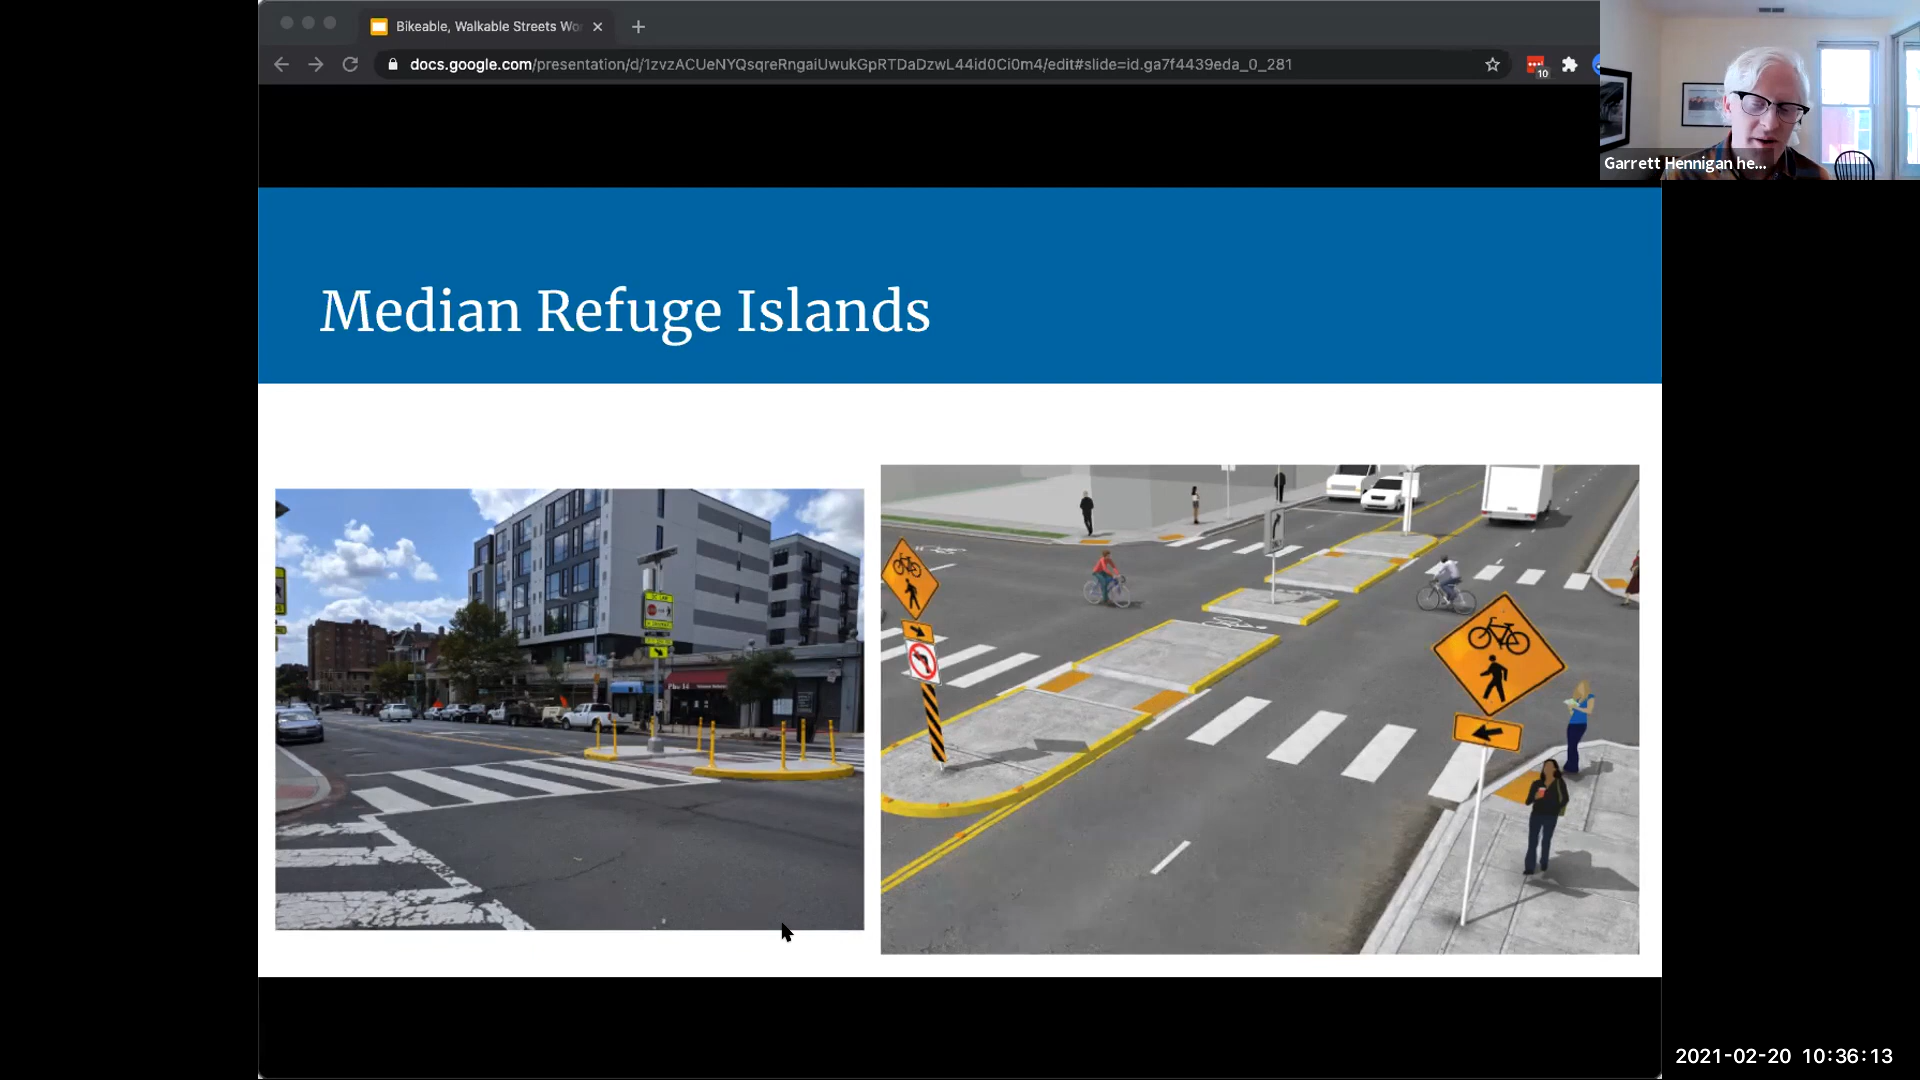 Bikeable, Walkable Streets Wo
docs.google.com/presentation/d/1zvzACUeNYQsqreRngaiUwukGpRTDaDzwL44id0Ci0m4/edit#slide=id.ga7f4439eda_0_281
10
Garrett Hennigan he...
Median Refuge Islands
2021-02-20 10:36:13